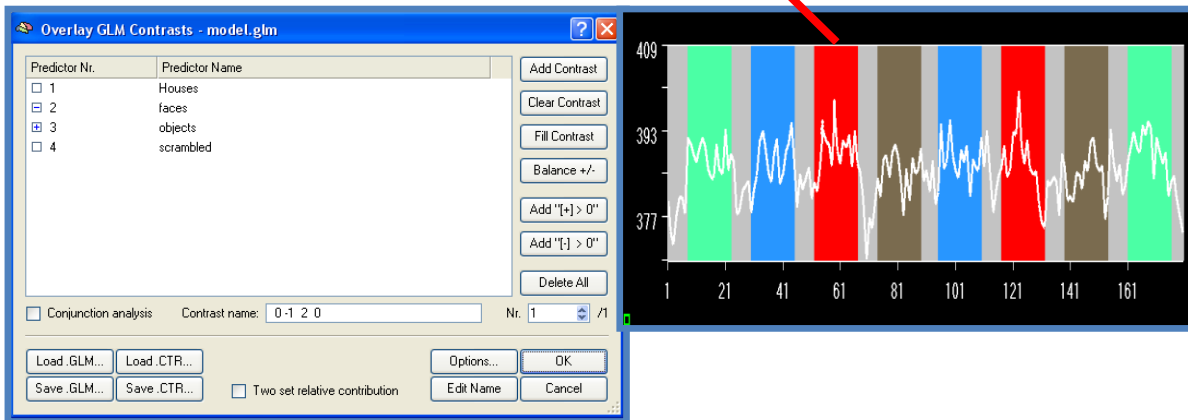 Overlay GLM Contrasts - model.glm
Predictor Nr. Predictor Name
1 Houses
2 faces
3 objects
4 scrambled
Add Contrast
Clear Contrast
Fill Contrast
Balance +/-
Add "[+] > 0"
Add "[-] > 0"
Delete All
Conjunction analysis Contrast name: 0 -1 2 0 Nr. 1 /1
Load .GLM... Load .CTR... Options... OK
Save .GLM... Save .CTR... Two set relative contribution Edit Name Cancel
409
393
377
1 21 41 61 81 101 121 141 161